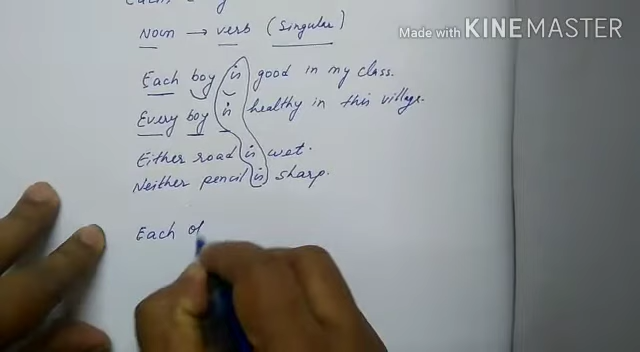 Made with KINEMASTER
Noun → verb (Singular)
Each boy is good in my class.
Every boy is healthy in this village.
Either road is wet.
Neither pencil is sharp.
Each of